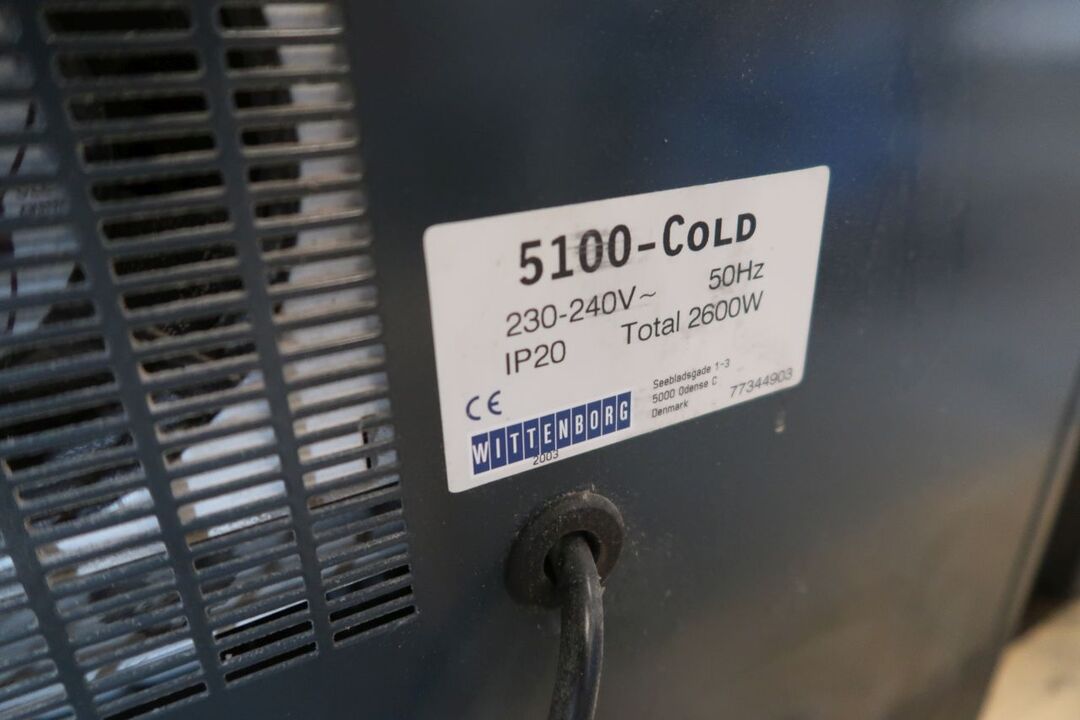 5100-Cold
230-240V~ 50Hz
IP20 Total 2600W
CE
WITTENBORG
2003
Seebladsgade 1-3
5000 Odense C
Denmark
77344903